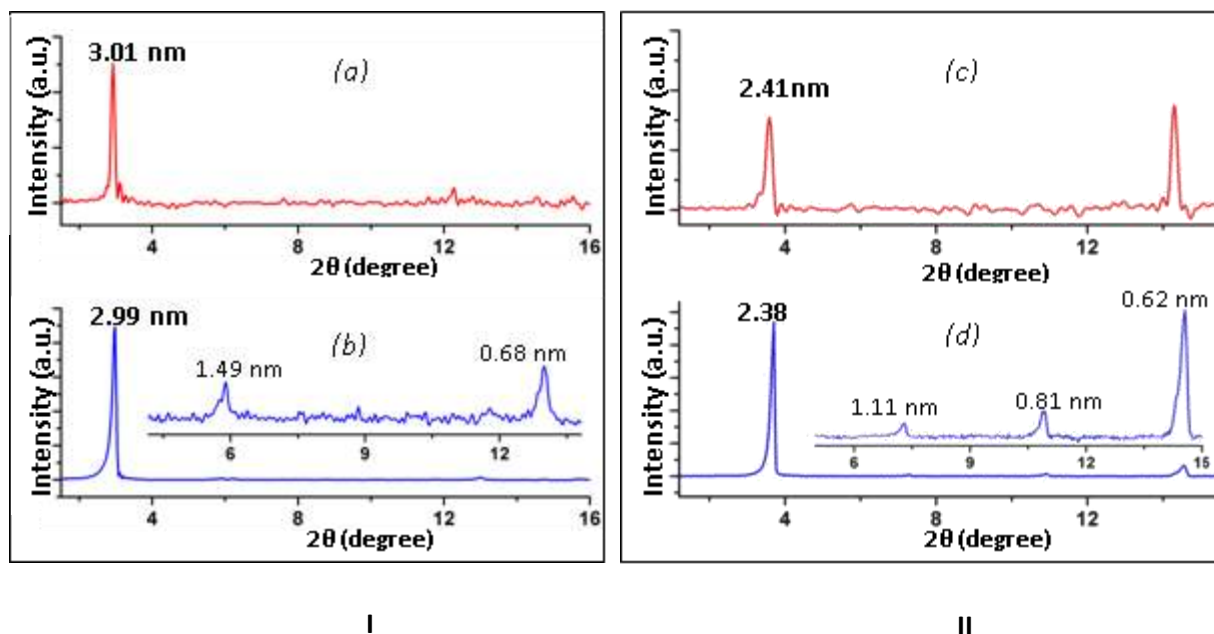 3.01 nm
(a)
Intensity (a.u.)
4 8 12 16
2θ (degree)
2.99 nm
(b)
1.49 nm
0.68 nm
6 9 12
Intensity (a.u.)
4 8 12 16
2θ (degree)
I
2.41nm
(c)
Intensity (a.u.)
4 8 12
2θ (degree)
2.38
(d)
0.62 nm
1.11 nm
0.81 nm
6 9 12 15
Intensity (a.u.)
4 8 12
2θ (degree)
II